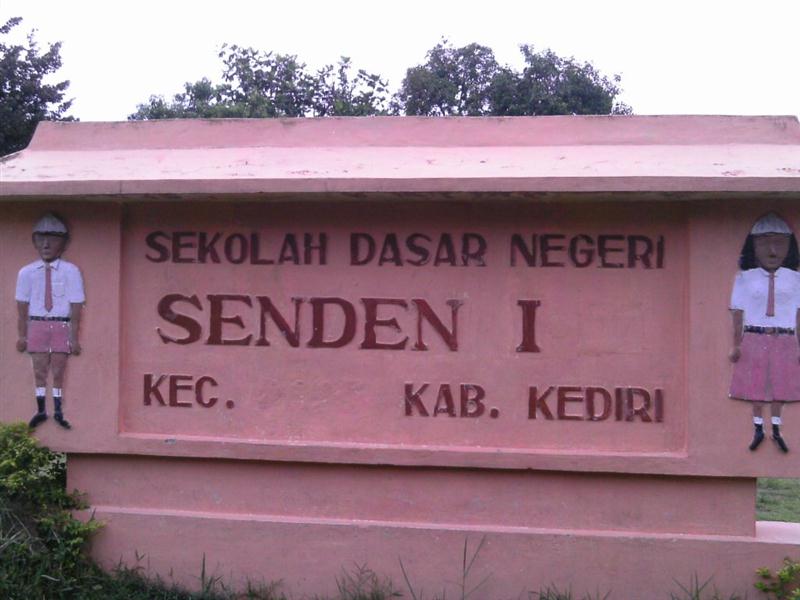 SEKOLAH DASAR NEGERI
SENDEN I
KEC. KAB. KEDIRI